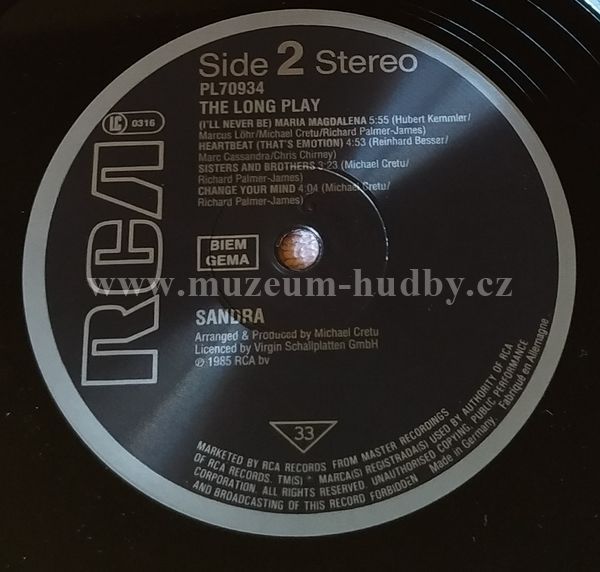 Side 2 Stereo
PL70934
THE LONG PLAY
(I'LL NEVER BE) MARIA MAGDALENA 5:55 (Hubert Kemmler/
Marcus Löhr/Michael Cretu/Richard Palmer-James)
HEARTBEAT (THAT'S EMOTION) 4:53 (Reinhard Besser/
Marc Cassandra/Chris Chirney)
SISTERS AND BROTHERS 3:23 (Michael Cretu/
Richard Palmer-James)
CHANGE YOUR MIND 4:04 (Michael Cretu/
Richard Palmer-James)
LC 0316
RCA
BIEM
GEMA
www.muzeum-hudby.cz
SANDRA
Arranged & Produced by Michael Cretu
Licenced by Virgin Schallplatten GmbH
℗ 1985 RCA bv
33
MARKETED BY RCA RECORDS FROM MASTER RECORDINGS
OF RCA RECORDS. TM(S) * MARCA(S) REGISTRADA(S) USED BY AUTHORITY OF RCA
CORPORATION. ALL RIGHTS RESERVED. UNAUTHORISED COPYING, PUBLIC PERFORMANCE
AND BROADCASTING OF THIS RECORD FORBIDDEN
Made in Germany. Fabriqué en Allemagne